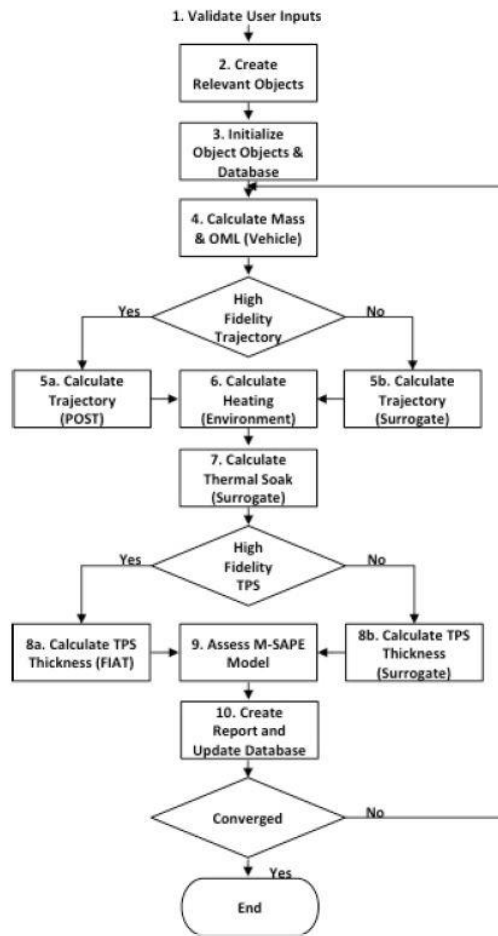 1. Validate User Inputs
2. Create
Relevant Objects
3. Initialize
Object Objects &
Database
4. Calculate Mass
& OML (Vehicle)
Yes
High
Fidelity
Trajectory
No
5a. Calculate
Trajectory
(POST)
6. Calculate
Heating
(Environment)
5b. Calculate
Trajectory
(Surrogate)
7. Calculate
Thermal Soak
(Surrogate)
Yes
High
Fidelity
TPS
No
8a. Calculate TPS
Thickness (FIAT)
9. Assess M-SAPE
Model
8b. Calculate TPS
Thickness
(Surrogate)
10. Create
Report and
Update Database
Converged
No
Yes
End